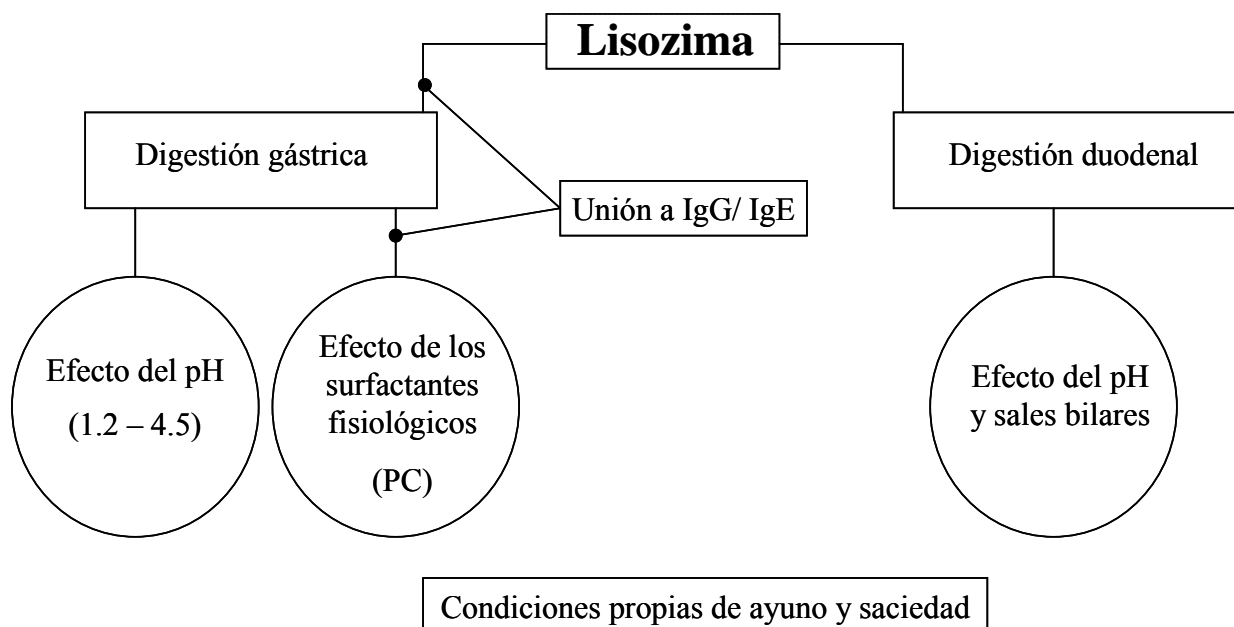 Lisozima
Digestión gástrica
Digestión duodenal
Unión a IgG/ IgE
Efecto del pH
(1.2 – 4.5)
Efecto de los
surfactantes
fisiológicos
(PC)
Efecto del pH
y sales bilares
Condiciones propias de ayuno y saciedad